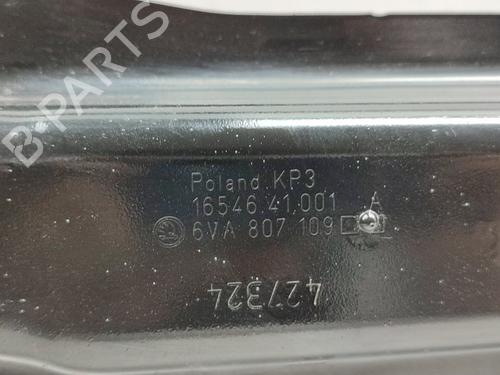 B-PARTS
Poland KP3
16546.41.001 A
6VA 807 109
427324